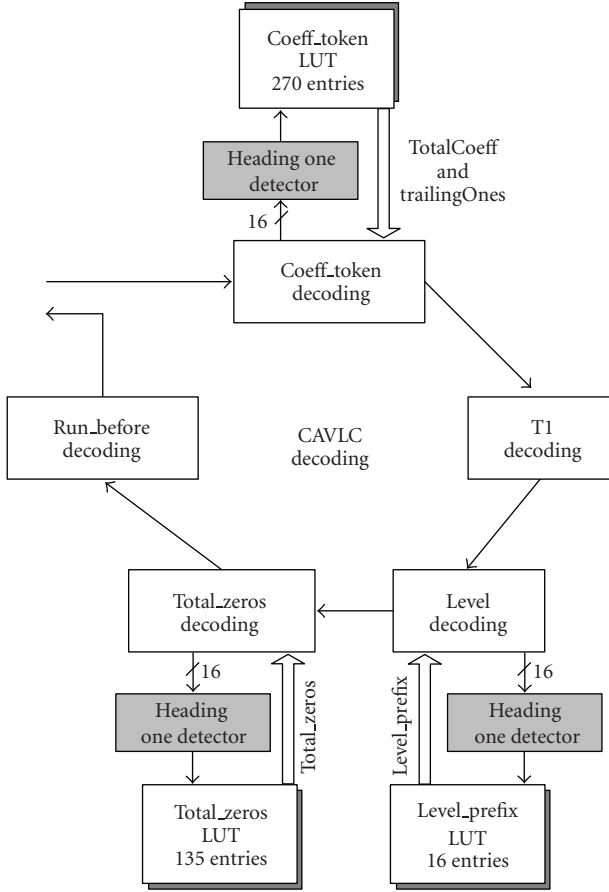 Coeff_token
LUT
270 entries
Heading one
detector
TotalCoeff
and
trailingOnes
16
Coeff_token
decoding
Run_before
decoding
CAVLC
decoding
T1
decoding
Total_zeros
decoding
Level
decoding
16
Total_zeros
Level_prefix
16
Heading
one detector
Heading
one detector
Total_zeros
LUT
135 entries
Level_prefix
LUT
16 entries